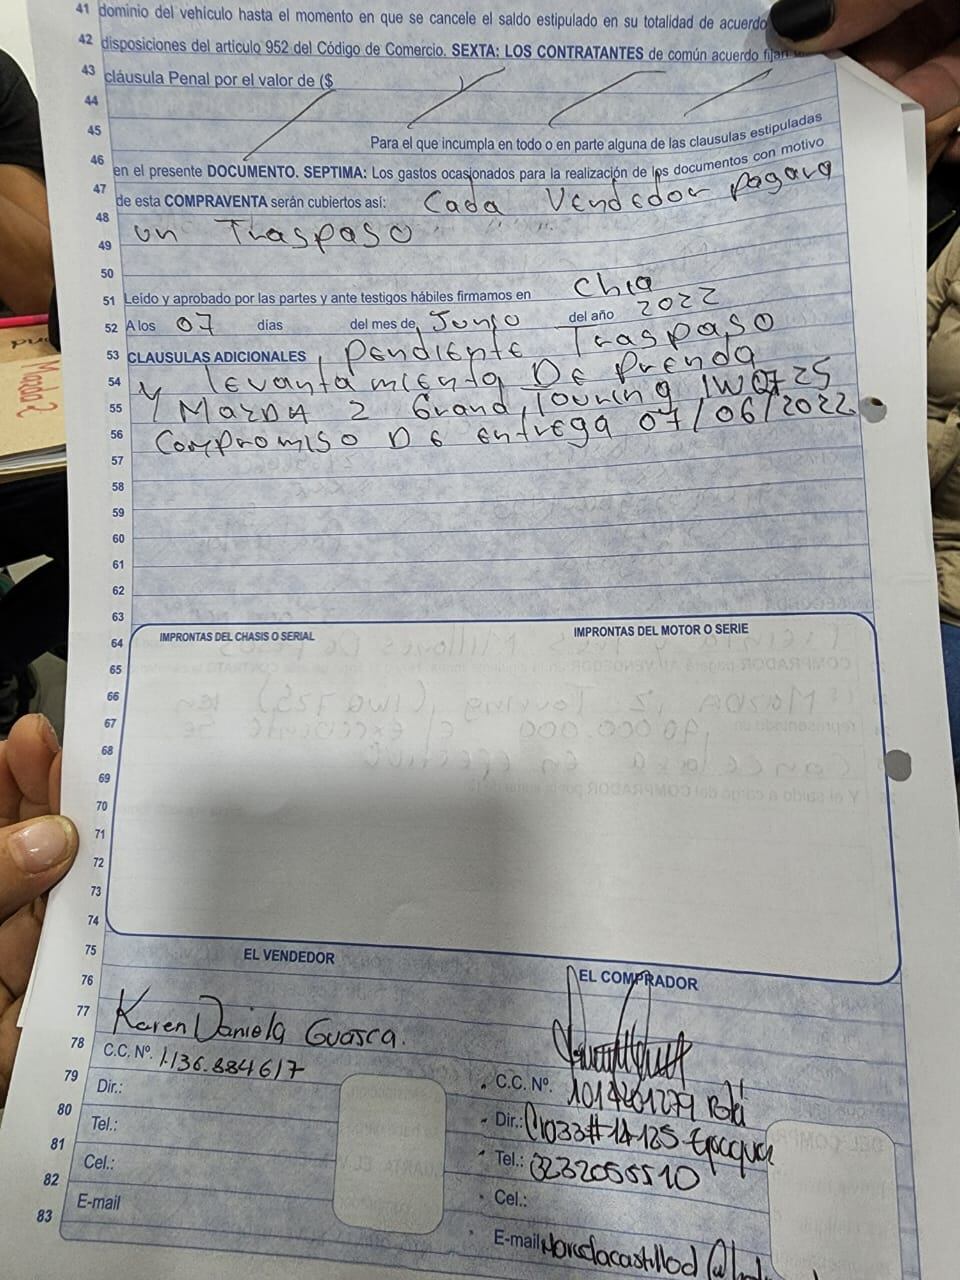 41 dominio del vehículo hasta el momento en que se cancele el saldo estipulado en su totalidad de acuerdo
42 disposiciones del articulo 952 del Código de Comercio. SEXTA: LOS CONTRATANTES de común acuerdo fijan
43 cláusula Penal por el valor de ($
44
45 Para el que incumpla en todo o en parte alguna de las clausulas estipuladas
46 en el presente DOCUMENTO. SEPTIMA: Los gastos ocasionados para la realización de los documentos con motivo
47 de esta COMPRAVENTA serán cubiertos así: Cada Vendedor pagara
48 un Traspaso
49
50
51 Leído y aprobado por las partes y ante testigos hábiles firmamos en Chia
52 A los 07 días del mes de Junio del año 2022
53 CLAUSULAS ADICIONALES , Pendiente Traspaso
54 y levantamiento De Prenda
55 y Mazda 2 Grand Touring IWQ725
56 Compromiso De entrega 07/06/2022.
57
58
59
60
61
62
63
64 IMPRONTAS DEL CHASIS O SERIAL IMPRONTAS DEL MOTOR O SERIE
65
66
67
68
69
70
71
72
73
74
75 EL VENDEDOR EL COMPRADOR
76
77 Karen Daniela Guasca.
78 C.C. Nº. 1.136.884617 C.C. Nº.
79 Dir.: Dir.:
80 Tel.: Tel.: 3232055510
81 Cel.: Cel.:
82 E-mail E-mail
83
Mazda 2